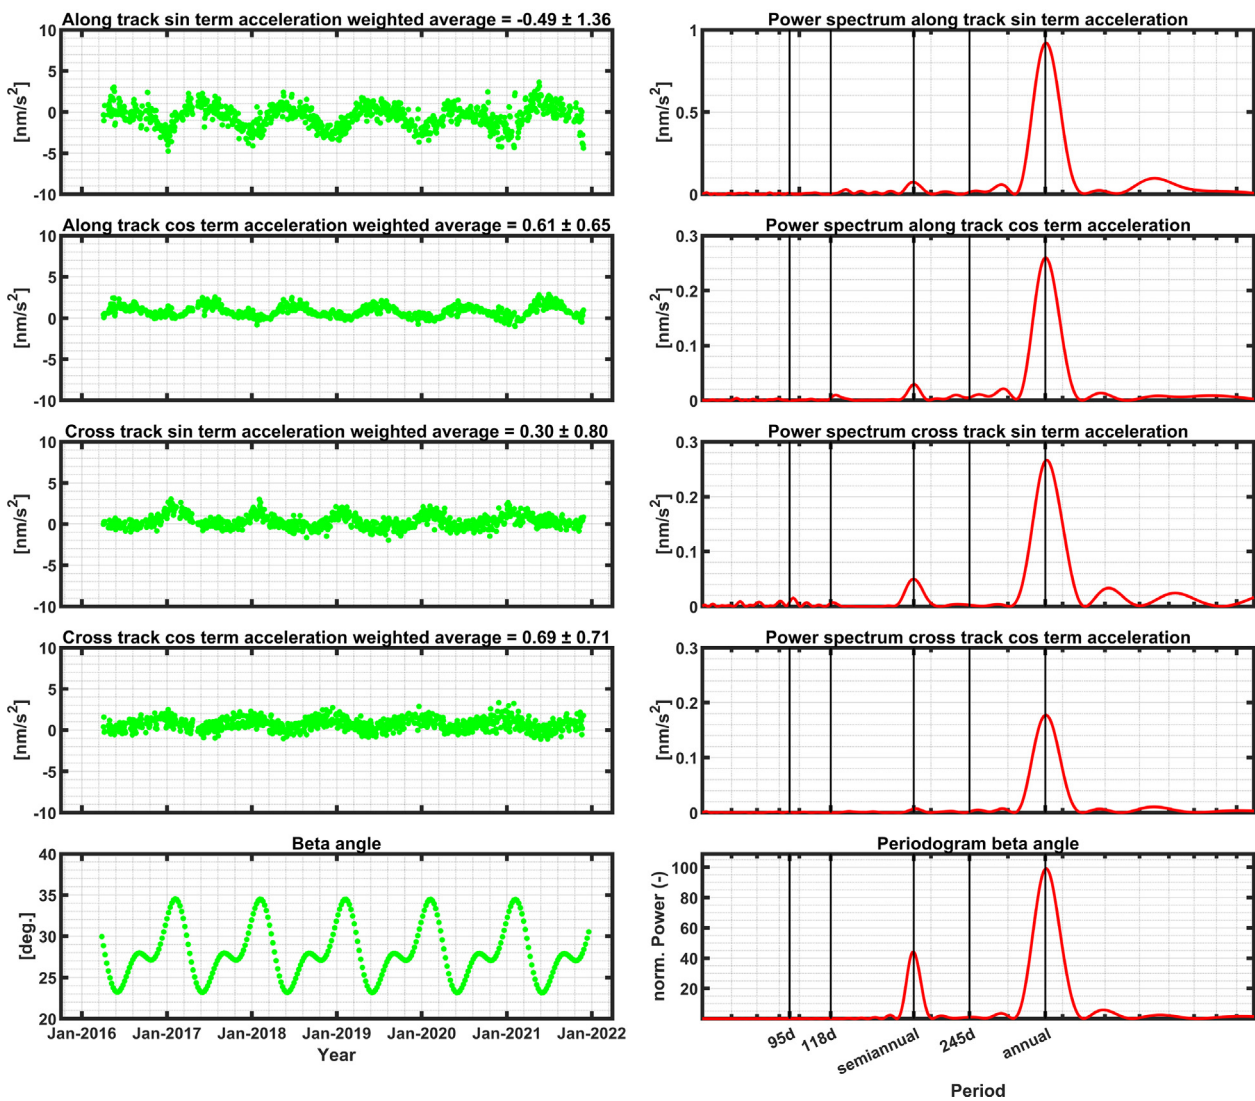 Along track sin term acceleration weighted average = -0.49 ± 1.36
10
5
0
-5
-10
[nm/s²]
Power spectrum along track sin term acceleration
1
0.5
0
[nm/s²]
Along track cos term acceleration weighted average = 0.61 ± 0.65
10
5
0
-5
-10
[nm/s²]
Power spectrum along track cos term acceleration
0.3
0.2
0.1
0
[nm/s²]
Cross track sin term acceleration weighted average = 0.30 ± 0.80
10
5
0
-5
-10
[nm/s²]
Power spectrum cross track sin term acceleration
0.3
0.2
0.1
0
[nm/s²]
Cross track cos term acceleration weighted average = 0.69 ± 0.71
10
5
0
-5
-10
[nm/s²]
Power spectrum cross track cos term acceleration
0.3
0.2
0.1
0
[nm/s²]
Beta angle
40
35
30
25
20
[deg.]
Jan-2016 Jan-2017 Jan-2018 Jan-2019 Jan-2020 Jan-2021 Jan-2022
Year
Periodogram beta angle
100
80
60
40
20
norm. Power (-)
95d 118d semiannual 245d annual
Period